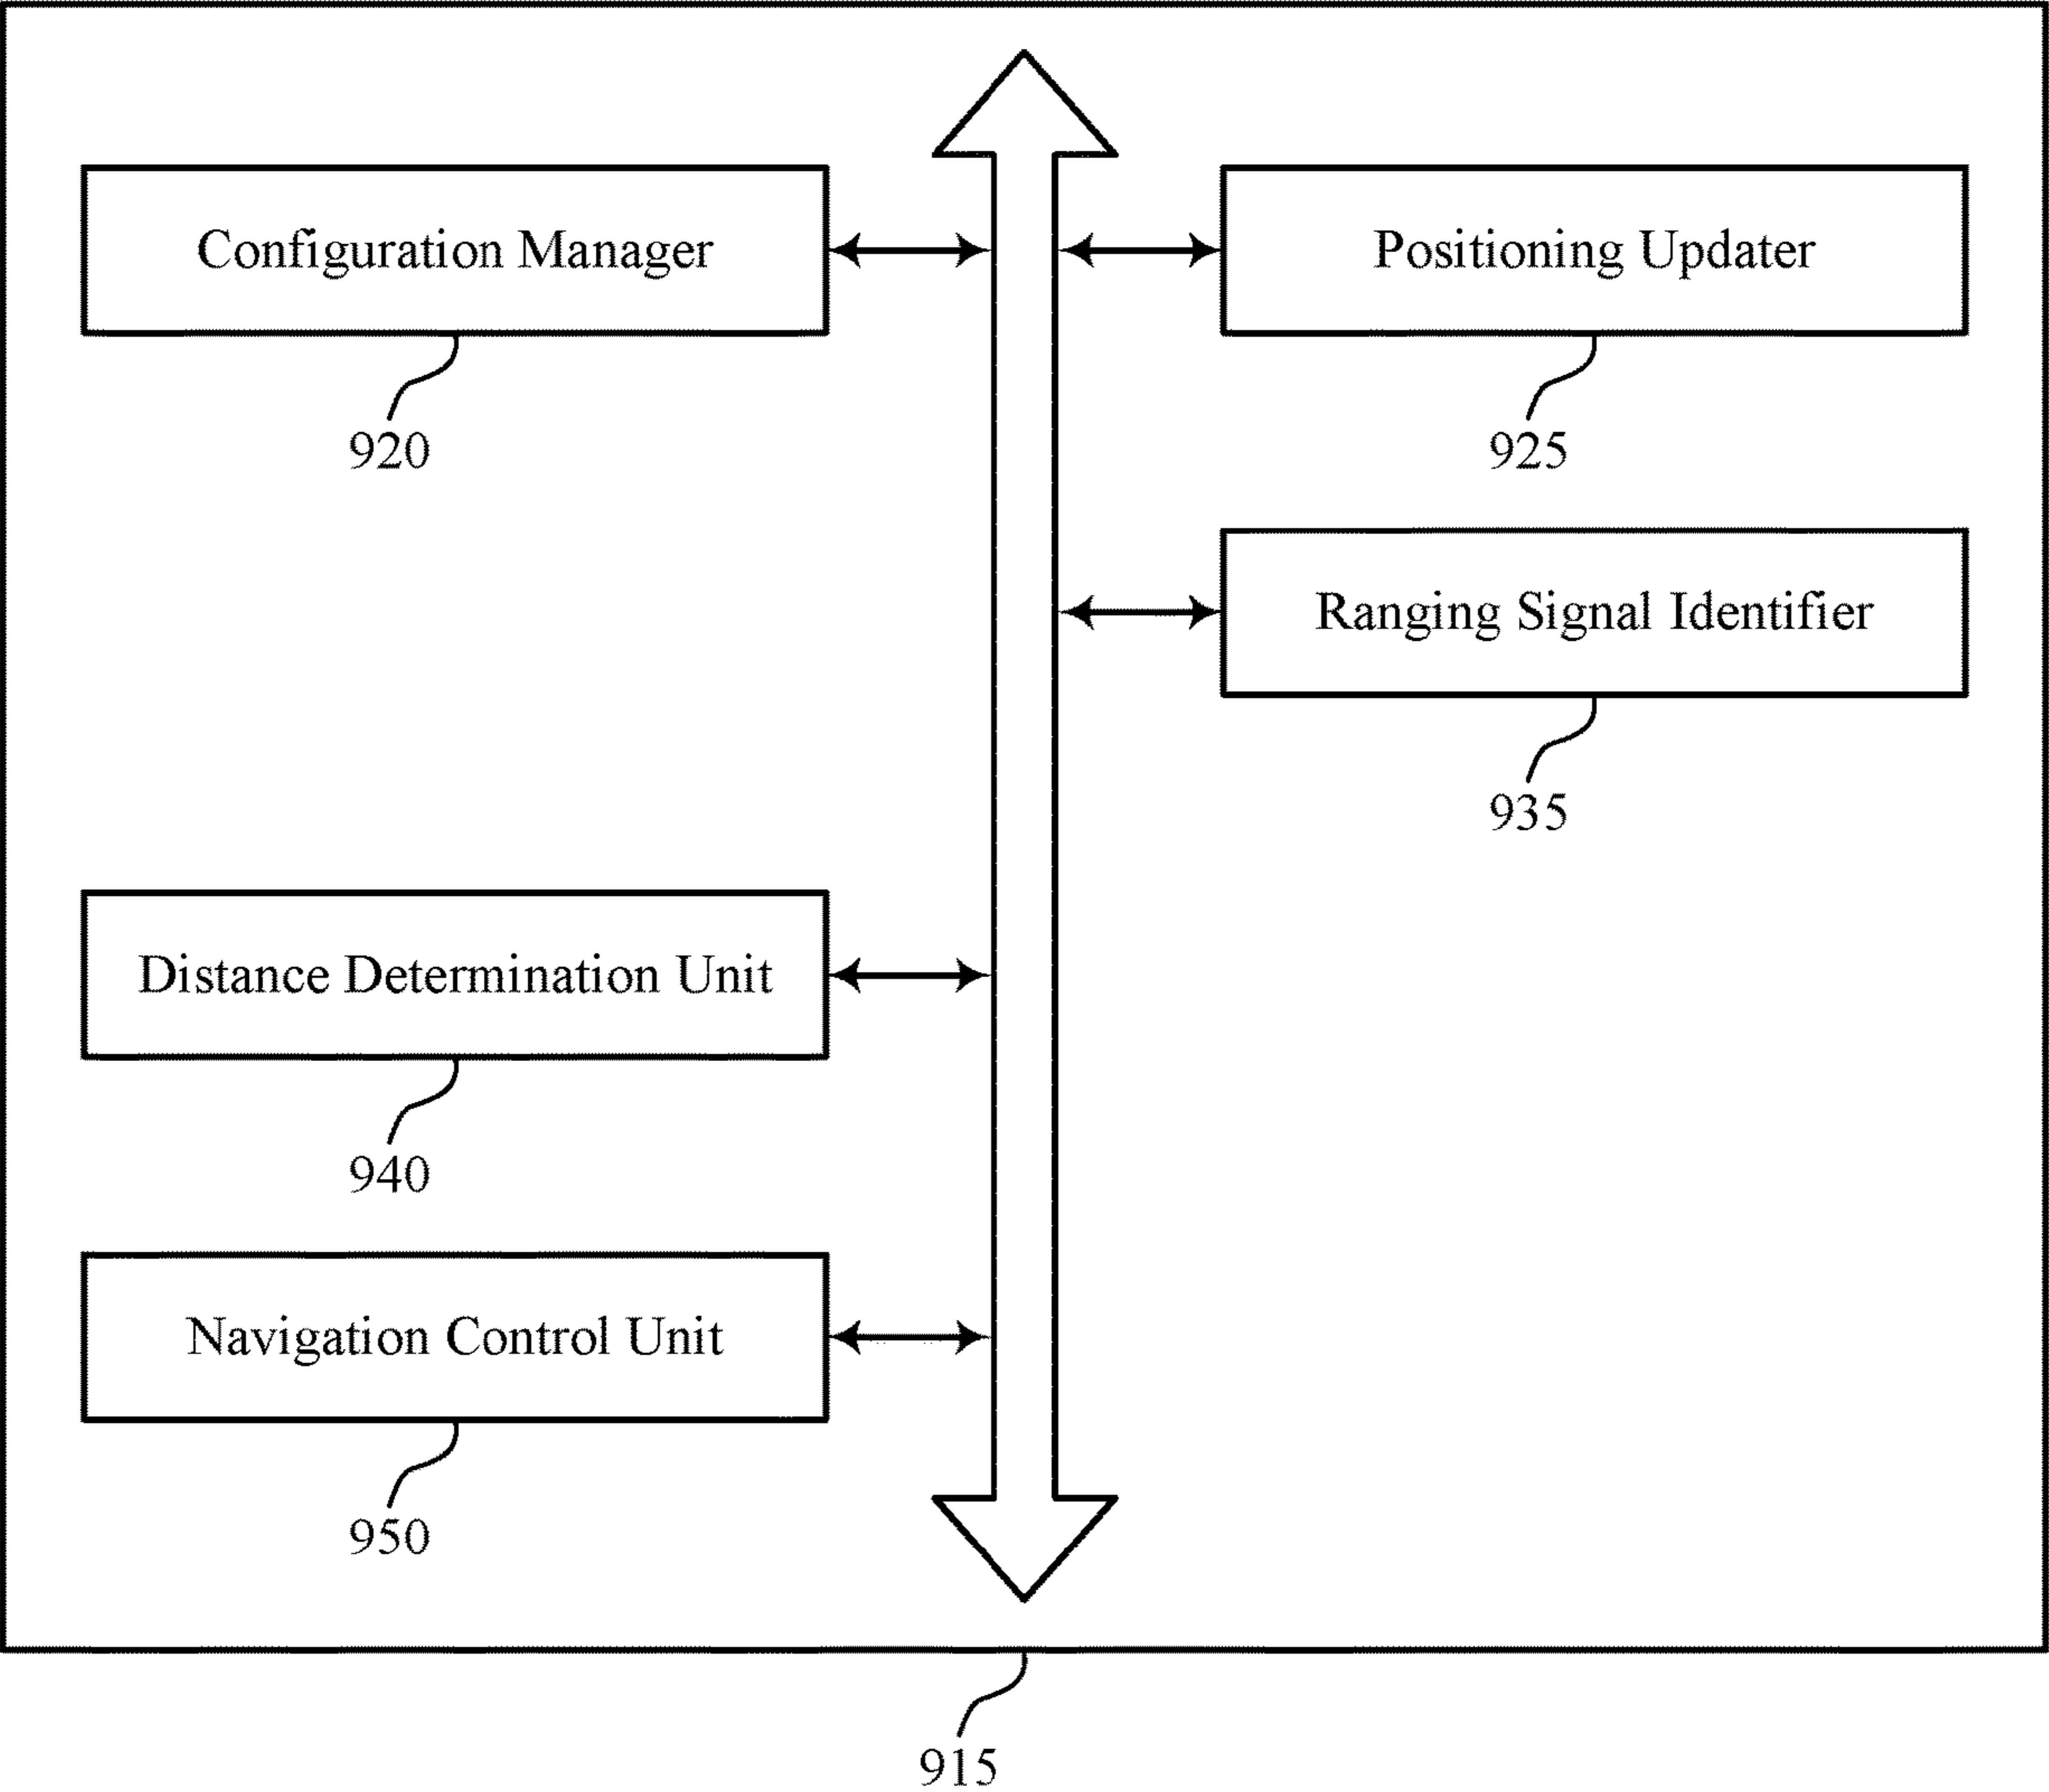 Configuration Manager
920
Positioning Updater
925
Ranging Signal Identifier
935
Distance Determination Unit
940
Navigation Control Unit
950
915